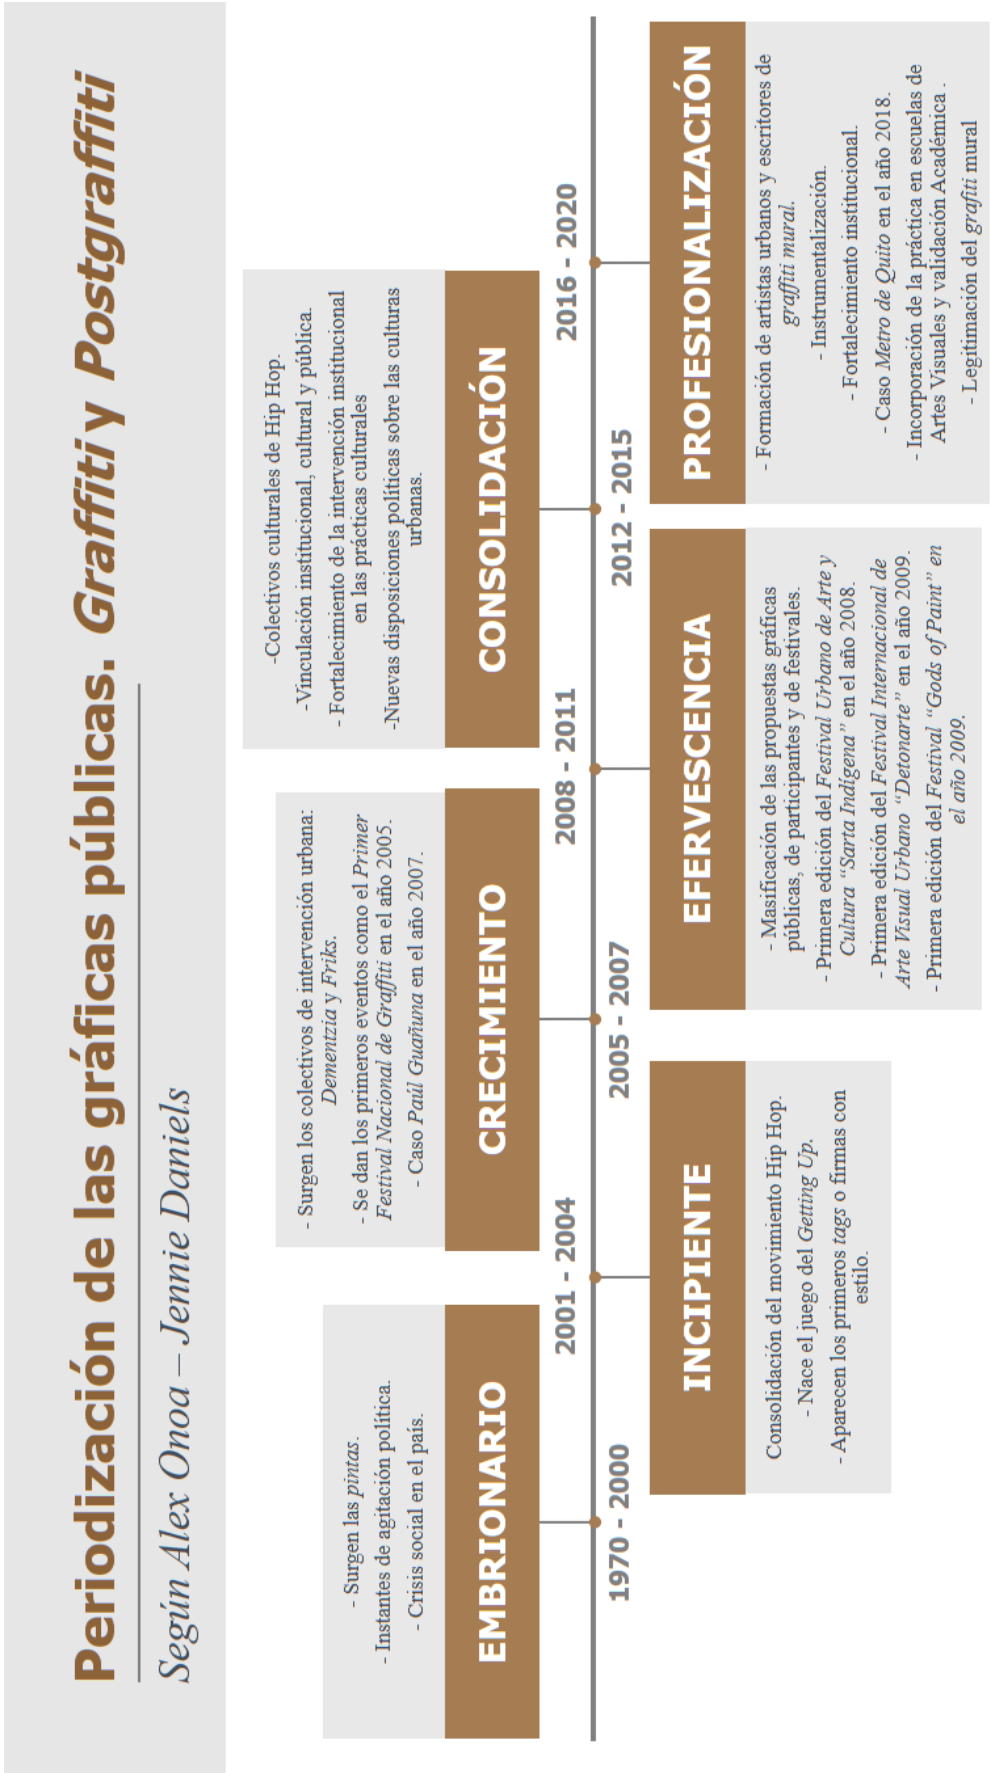 Periodización de las gráficas públicas. Graffiti y Postgraffiti
Según Alex Onoa – Jennie Daniels
- Surgen las pintas.
- Instantes de agitación política.
- Crisis social en el país.
EMBRIONARIO
1970 - 2000
2001 - 2004
INCIPIENTE
Consolidación del movimiento Hip Hop.
- Nace el juego del Getting Up.
- Aparecen los primeros tags o firmas con
estilo.
- Surgen los colectivos de intervención urbana:
Dementzia y Friks.
- Se dan los primeros eventos como el Primer
Festival Nacional de Graffiti en el año 2005.
- Caso Paúl Guañuna en el año 2007.
CRECIMIENTO
2005 - 2007
2008 - 2011
EFERVESCENCIA
- Masificación de las propuestas gráficas
públicas, de participantes y de festivales.
- Primera edición del Festival Urbano de Arte y
Cultura “Sarta Indígena” en el año 2008.
- Primera edición del Festival Internacional de
Arte Visual Urbano “Detonarte” en el año 2009.
- Primera edición del Festival “Gods of Paint” en
el año 2009.
-Colectivos culturales de Hip Hop.
-Vinculación institucional, cultural y pública.
- Fortalecimiento de la intervención institucional
en las prácticas culturales
-Nuevas disposiciones políticas sobre las culturas
urbanas.
CONSOLIDACIÓN
2012 - 2015
2016 - 2020
PROFESIONALIZACIÓN
- Formación de artistas urbanos y escritores de
graffiti mural.
- Instrumentalización.
- Fortalecimiento institucional.
- Caso Metro de Quito en el año 2018.
- Incorporación de la práctica en escuelas de
Artes Visuales y validación Académica .
- Legitimación del grafiti mural